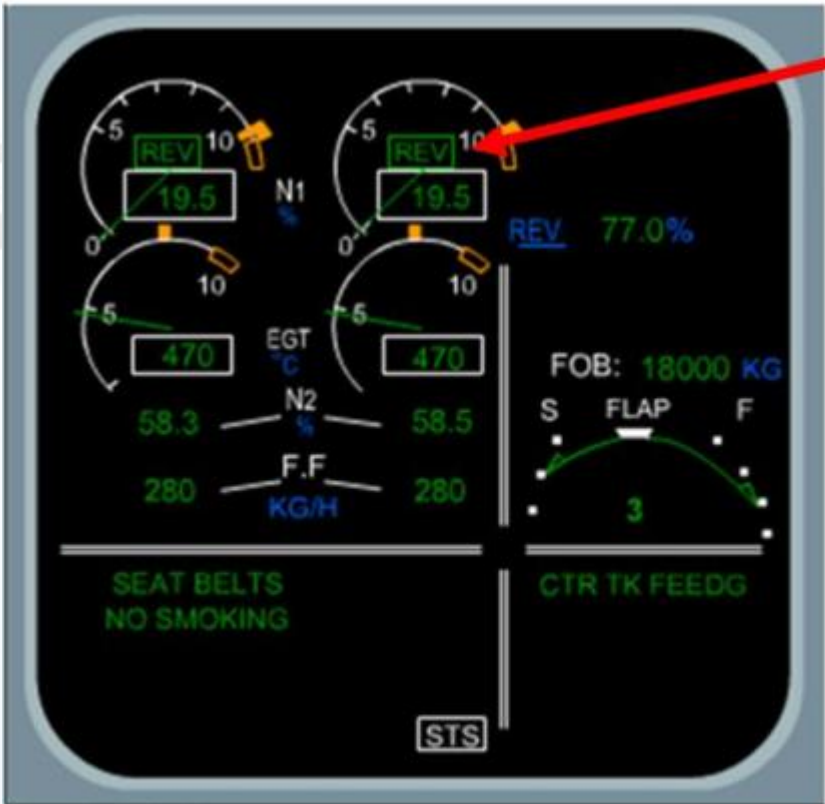 5 10 5 10
REV REV
19.5 N1 19.5
% REV 77.0%
0 0
10 10
5 5
EGT
470 °C 470 FOB: 18000 KG
N2 S FLAP F
58.3 % 58.5
F.F
280 280 3
KG/H
SEAT BELTS CTR TK FEEDG
NO SMOKING
STS